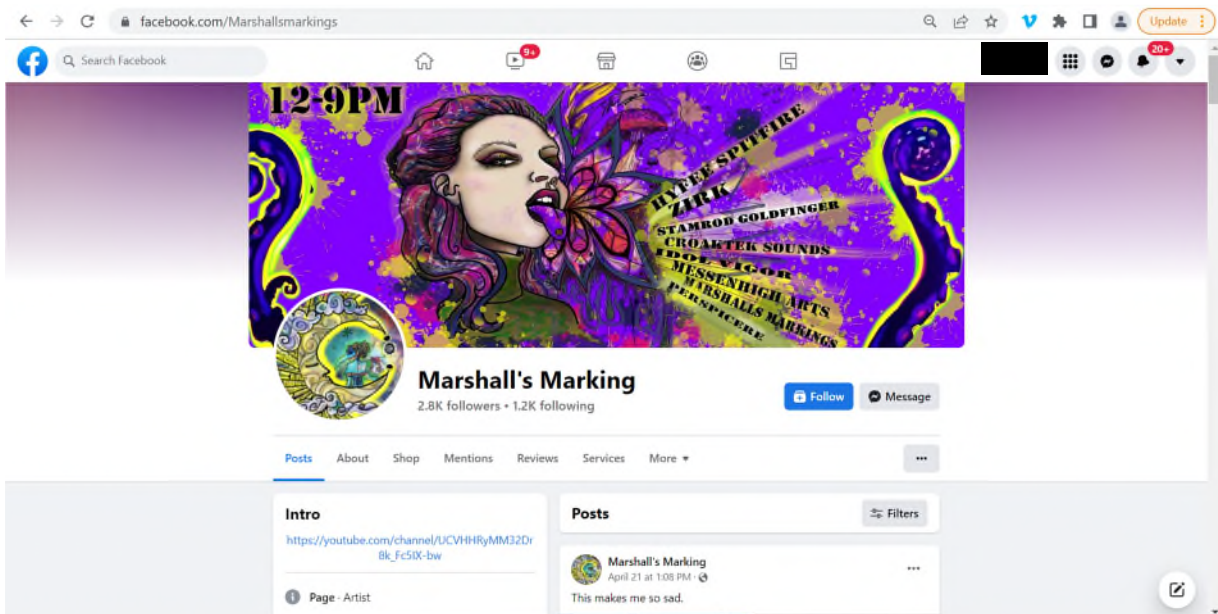 facebook.com/Marshallsmarkings
Update
Search Facebook
9+
20+
12-9PM
HYFEE SPITFIRE
ZIRK
STAMROD GOLDFINGER
CROAKTEK SOUNDS
IDOL VIGOR
MESSENHIGH ARTS
MARSHALLS MARKINGS
PERSPICERE
Marshall's Marking
2.8K followers • 1.2K following
Follow
Message
Posts About Shop Mentions Reviews Services More
Intro
https://youtube.com/channel/UCVHHRyMM32Dr
8k_Fc5IX-bw
Page · Artist
Posts
Filters
Marshall's Marking
April 21 at 1:08 PM ·
This makes me so sad.